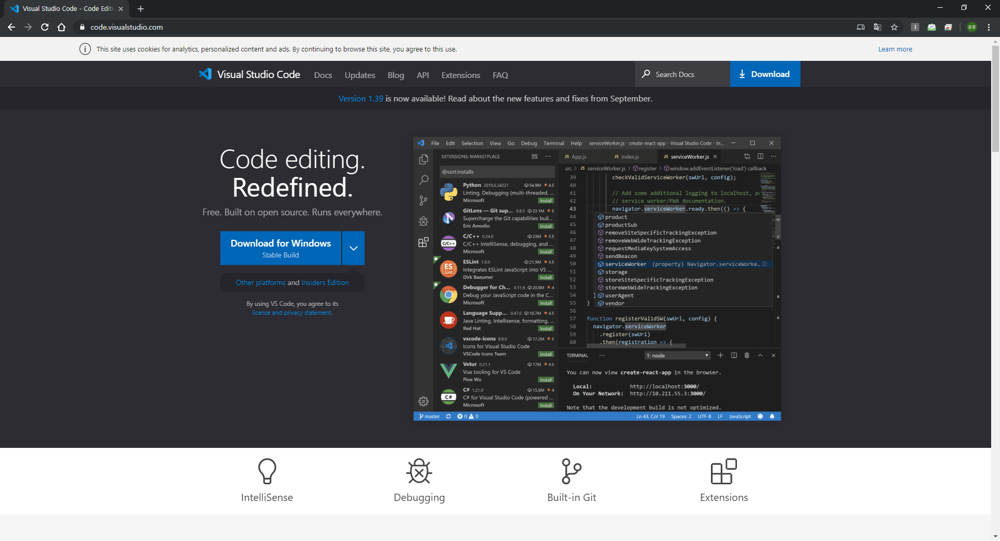 Visual Studio Code - Code Editi
code.visualstudio.com
I
광훈
This site uses cookies for analytics, personalized content and ads. By continuing to browse this site, you agree to this use.
Learn more
Visual Studio Code
Docs
Updates
Blog
API
Extensions
FAQ
Search Docs
Download
Version 1.39 is now available! Read about the new features and fixes from September.
Code editing.
Redefined.
Free. Built on open source. Runs everywhere.
Download for Windows
Stable Build
Other platforms and Insiders Edition
By using VS Code, you agree to its
license and privacy statement.
File Edit Selection View Go Debug Terminal Help serviceWorker.js - create-react-app - Visual Studio Code - In...
EXTENSIONS: MARKETPLACE
@sort:installs
Python 2019.6.24221 54.9M 4.5
Linting, Debugging (multi-threaded, ...
Microsoft Install
GitLens — Git sup... 9.8.5 23.1M 5
Supercharge the Git capabilities buil...
Eric Amodio Install
C/C++
C/C++ 0.24.0 23M 3.5
C/C++ IntelliSense, debugging, and ...
Microsoft Install
ES
Lint
ESLint 1.9.0 21.9M 4.5
Integrates ESLint JavaScript into VS ...
Dirk Baeumer Install
Debugger for Ch... 4.11.6 20.6M 4
Debug your JavaScript code in the C...
Microsoft Install
Language Supp... 0.47.0 18.7M 4.5
Java Linting, Intellisense, formatting, ...
Red Hat Install
vscode-icons 8.8.0 17.2M 5
Icons for Visual Studio Code
VSCode Icons Team Install
Vetur 0.21.1 17M 4.5
Vue tooling for VS Code
Pine Wu Install
C#
C# 1.21.0 15.6M 4
C# for Visual Studio Code (powered ...
Microsoft Install
JS App.js
JS index.js
JS serviceWorker.js
src > JS serviceWorker.js > register > window.addEventListener('load') callback
39 checkValidServiceWorker(swUrl, config);
40
41 // Add some additional logging to localhost, po
42 // service worker/PWA documentation.
43 navigator.serviceWorker.ready.then(() => {
44 product
45 productSub
46 removeSiteSpecificTrackingException
47 removeWebWideTrackingException
48 requestMediaKeySystemAccess
49 sendBeacon
50 serviceWorker (property) Navigator.serviceWorke...
51 storage
52 storeSiteSpecificTrackingException
53 storeWebWideTrackingException
54 } userAgent
55 } vendor
56
57 function registerValidSW(swUrl, config) {
58 navigator.serviceWorker
59 .register(swUrl)
60 .then(registration => {
TERMINAL ... 1: node
You can now view create-react-app in the browser.
Local: http://localhost:3000/
On Your Network: http://10.211.55.3:3000/
Note that the development build is not optimized.
master 0 0 Ln 43, Col 19 Spaces: 2 UTF-8 LF JavaScript
IntelliSense
Debugging
Built-in Git
Extensions